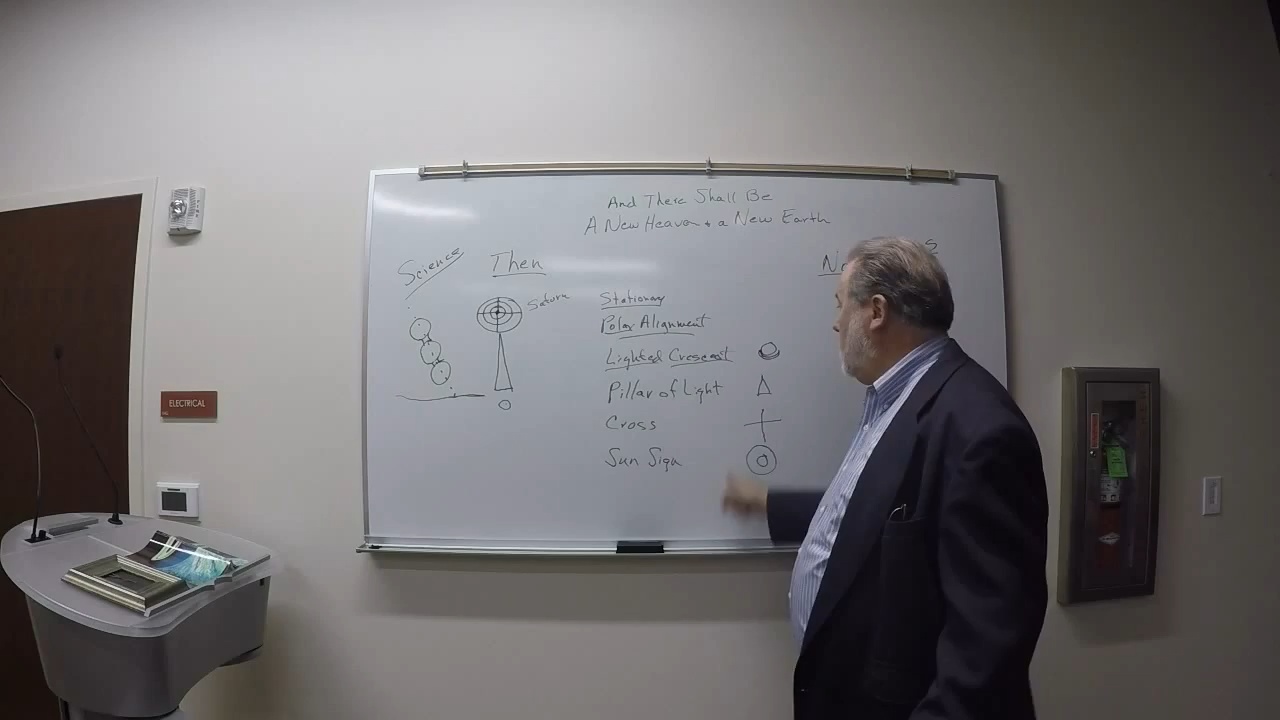 And There Shall Be
A New Heaven & a New Earth
Science
Then
Saturn
Stationary
Polar Alignment
Lighted Crescent
Pillar of Light
Cross
Sun Sign
ELECTRICAL